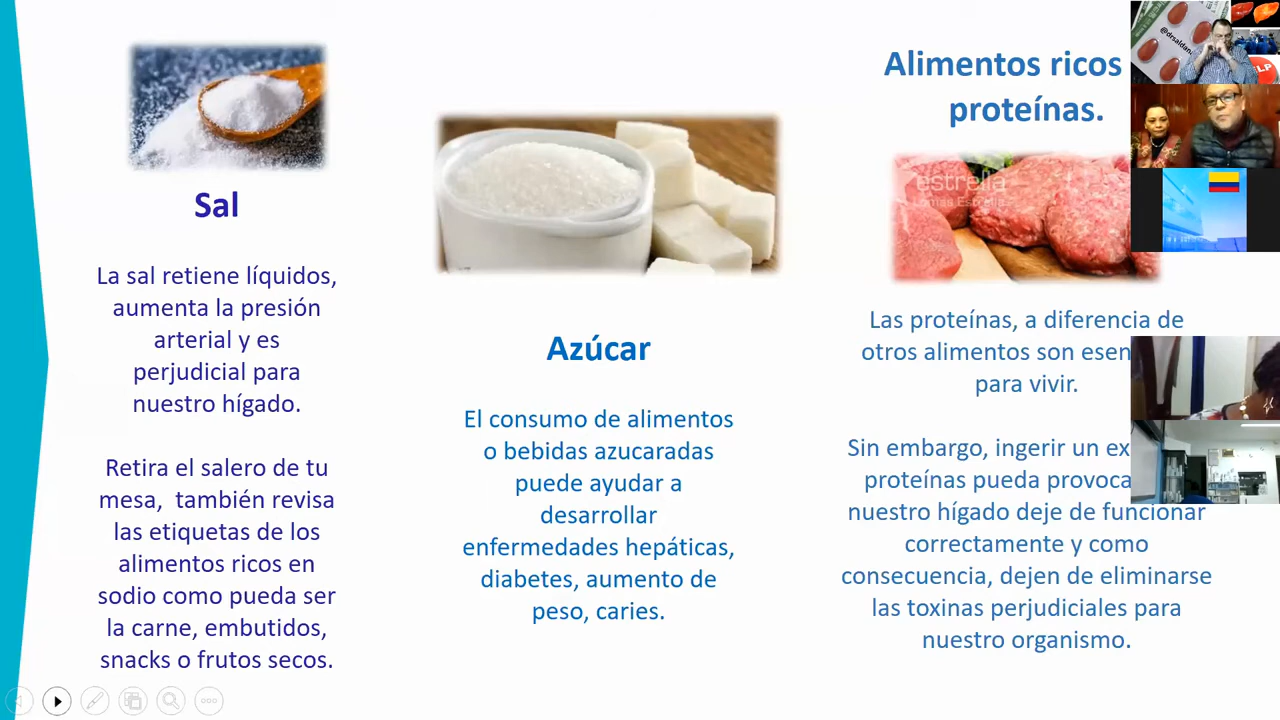 Sal
La sal retiene líquidos,
aumenta la presión
arterial y es
perjudicial para
nuestro hígado.
Retira el salero de tu
mesa, también revisa
las etiquetas de los
alimentos ricos en
sodio como pueda ser
la carne, embutidos,
snacks o frutos secos.
Azúcar
El consumo de alimentos
o bebidas azucaradas
puede ayudar a
desarrollar
enfermedades hepáticas,
diabetes, aumento de
peso, caries.
Alimentos ricos
proteínas.
estrella
Las proteínas, a diferencia de
otros alimentos son esen
para vivir.
Sin embargo, ingerir un ex
proteínas pueda provoca
nuestro hígado deje de funcionar
correctamente y como
consecuencia, dejen de eliminarse
las toxinas perjudiciales para
nuestro organismo.